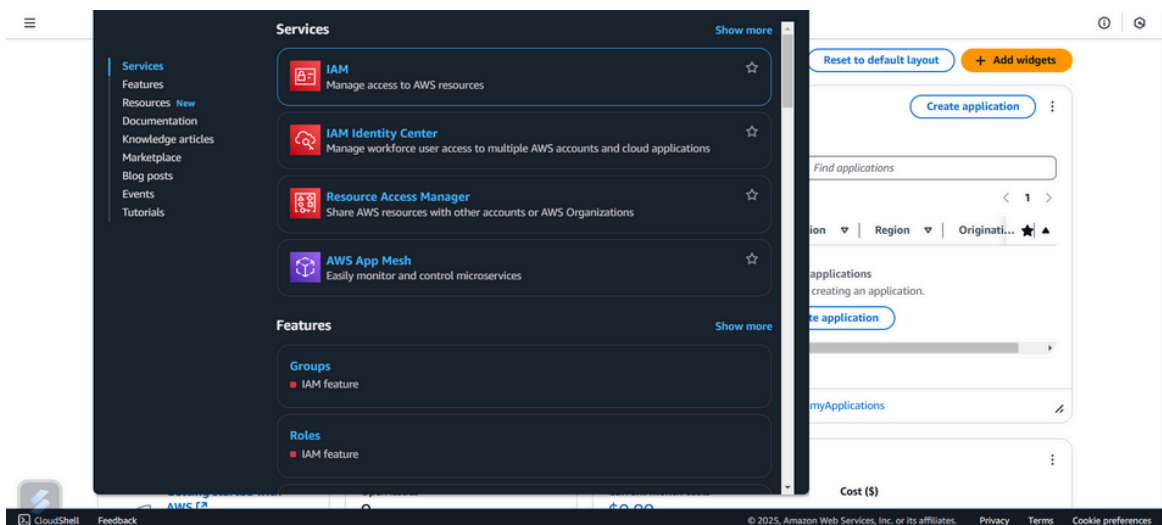 Services
Features
Resources New
Documentation
Knowledge articles
Marketplace
Blog posts
Events
Tutorials
Services
Show more
IAM
Manage access to AWS resources
IAM Identity Center
Manage workforce user access to multiple AWS accounts and cloud applications
Resource Access Manager
Share AWS resources with other accounts or AWS Organizations
AWS App Mesh
Easily monitor and control microservices
Features
Show more
Groups
IAM feature
Roles
IAM feature
Reset to default layout
+ Add widgets
Create application
Find applications
1
ion
Region
Originati...
applications
creating an application.
te application
myApplications
Cost ($)
AWS
$0.00
CloudShell
Feedback
© 2025, Amazon Web Services, Inc. or its affiliates.
Privacy
Terms
Cookie preferences